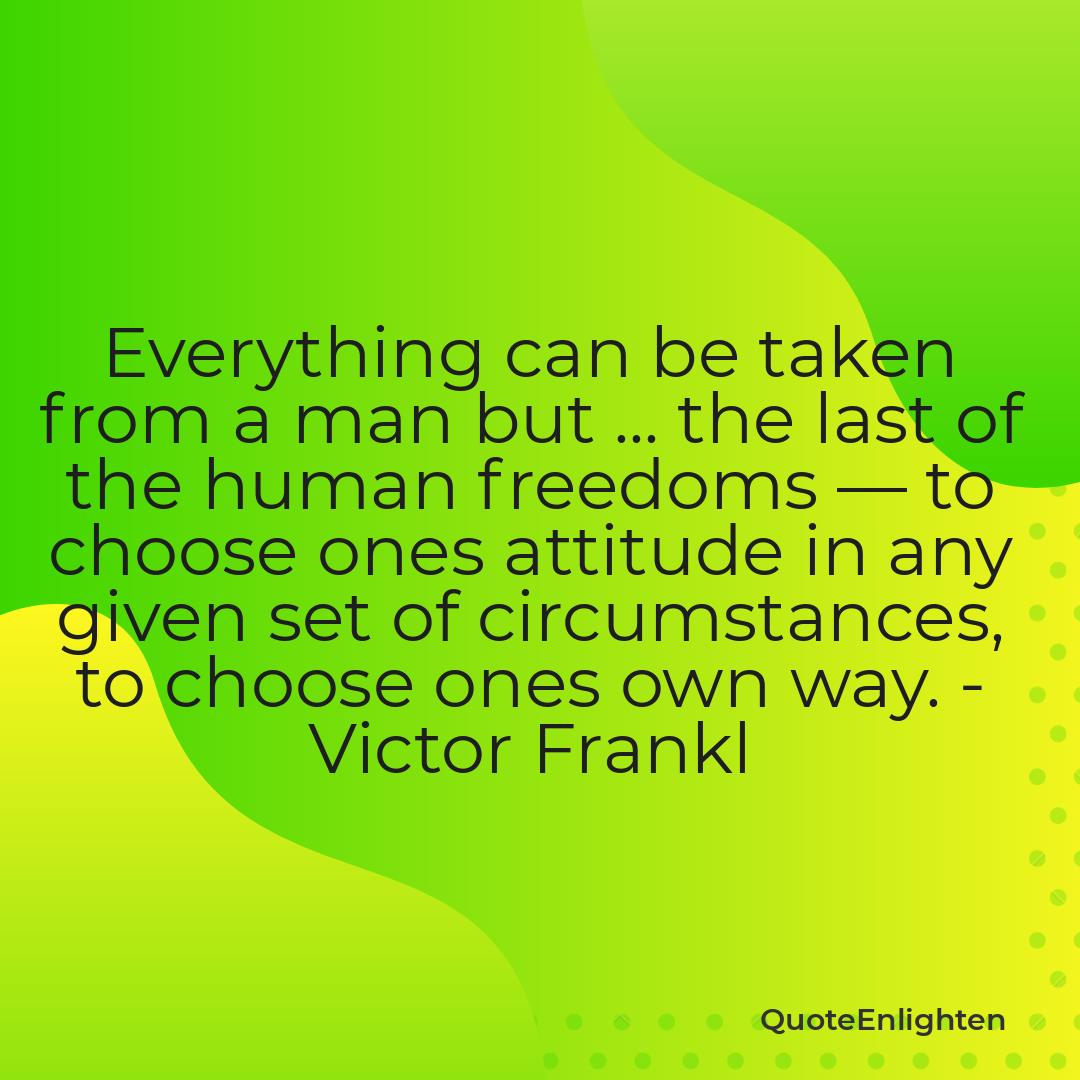 Everything can be taken
from a man but ... the last of
the human freedoms — to
choose ones attitude in any
given set of circumstances,
to choose ones own way. -
Victor Frankl
QuoteEnlighten